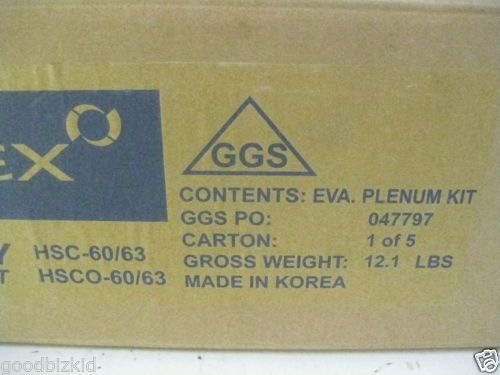 EX
GGS
CONTENTS: EVA. PLENUM KIT
GGS PO: 047797
CARTON: 1 of 5
Y HSC-60/63
GROSS WEIGHT: 12.1 LBS
T HSCO-60/63
MADE IN KOREA
goodbizkid